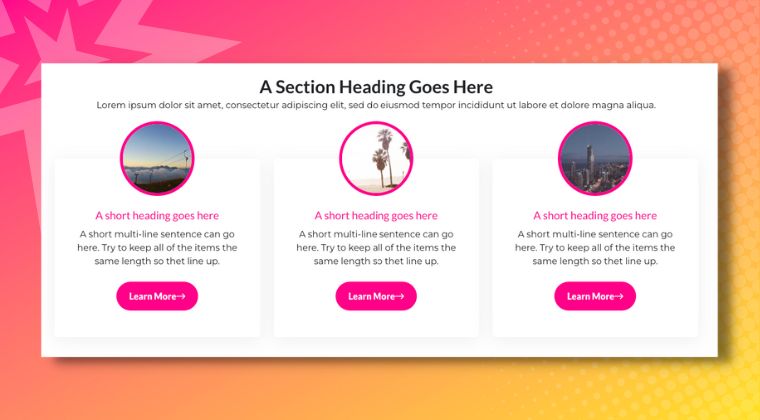 A Section Heading Goes Here
Lorem ipsum dolor sit amet, consectetur adipiscing elit, sed do eiusmod tempor incididunt ut labore et dolore magna aliqua.
A short heading goes here
A short multi-line sentence can go
here. Try to keep all of the items the
same length so thet line up.
Learn More→
A short heading goes here
A short multi-line sentence can go
here. Try to keep all of the items the
same length so thet line up.
Learn More→
A short heading goes here
A short multi-line sentence can go
here. Try to keep all of the items the
same length so thet line up.
Learn More→